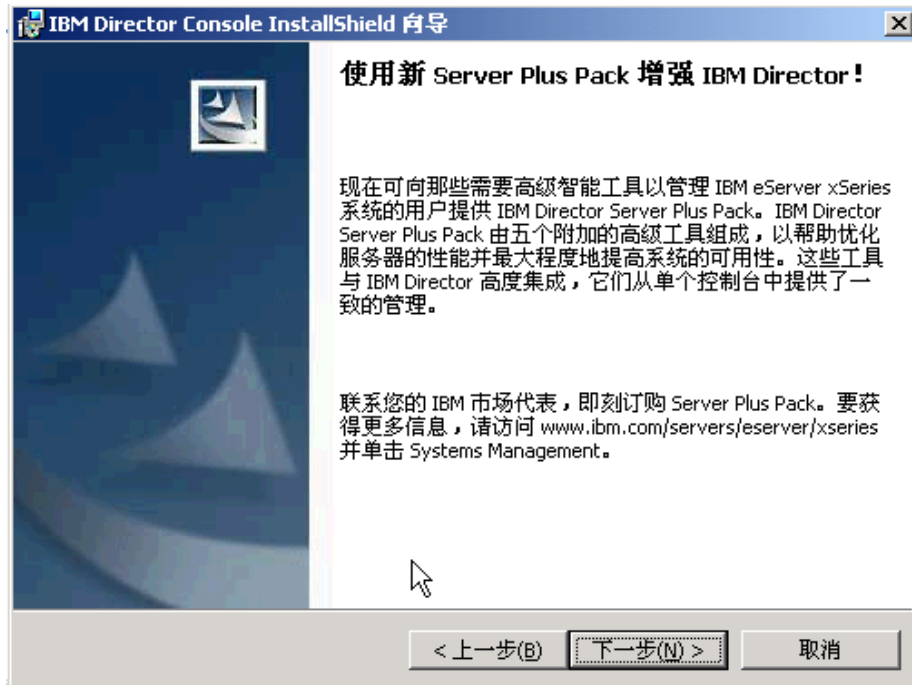 IBM Director Console InstallShield 向导
使用新 Server Plus Pack 增强 IBM Director！
现在可向那些需要高级智能工具以管理 IBM eServer xSeries
系统的用户提供 IBM Director Server Plus Pack。IBM Director
Server Plus Pack 由五个附加的高级工具组成，以帮助优化
服务器的性能并最大程度地提高系统的可用性。这些工具
与 IBM Director 高度集成，它们从单个控制台中提供了一
致的管理。
联系您的 IBM 市场代表，即刻订购 Server Plus Pack。要获
得更多信息，请访问 www.ibm.com/servers/eserver/xseries
并单击 Systems Management。
< 上一步(B) 下一步(N) > 取消